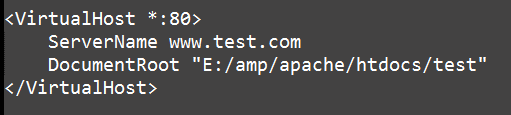 <VirtualHost *:80>
    ServerName www.test.com
    DocumentRoot "E:/amp/apache/htdocs/test"
</VirtualHost>